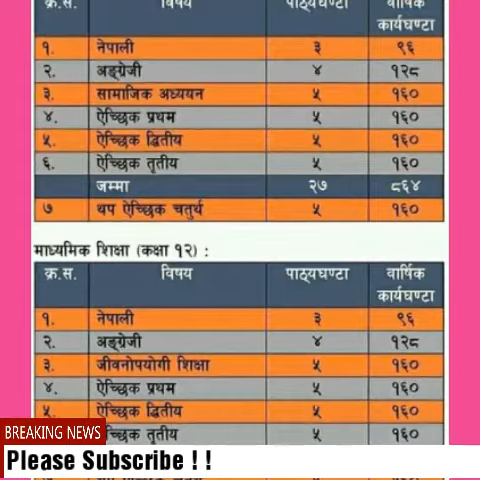 क्र.स. विषय पाठ्यघण्टा वार्षिक
कार्यघण्टा
१. नेपाली ३ ९६
२. अङ्ग्रेजी ४ १२८
३. सामाजिक अध्ययन ५ १६०
४. ऐच्छिक प्रथम ५ १६०
५. ऐच्छिक द्वितीय ५ १६०
६. ऐच्छिक तृतीय ५ १६०
जम्मा २७ ८६४
७ थप ऐच्छिक चतुर्थ ५ १६०
माध्यमिक शिक्षा (कक्षा १२) :
क्र.स. विषय पाठ्यघण्टा वार्षिक
कार्यघण्टा
१. नेपाली ३ ९६
२. अङ्ग्रेजी ४ १२८
३. जीवनोपयोगी शिक्षा ५ १६०
४. ऐच्छिक प्रथम ५ १६०
५. ऐच्छिक द्वितीय ५ १६०
तृतीय ५ १६०
BREAKING NEWS
Please Subscribe ! !